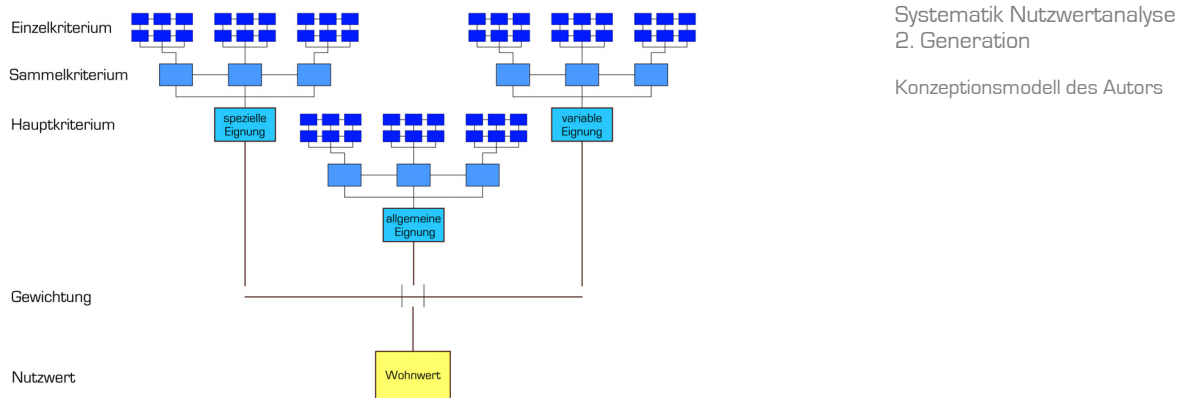 Einzelkriterium
Sammelkriterium
Hauptkriterium
spezielle
Eignung
variable
Eignung
allgemeine
Eignung
Gewichtung
Nutzwert
Wohnwert
Systematik Nutzwertanalyse
2. Generation
Konzeptionsmodell des Autors